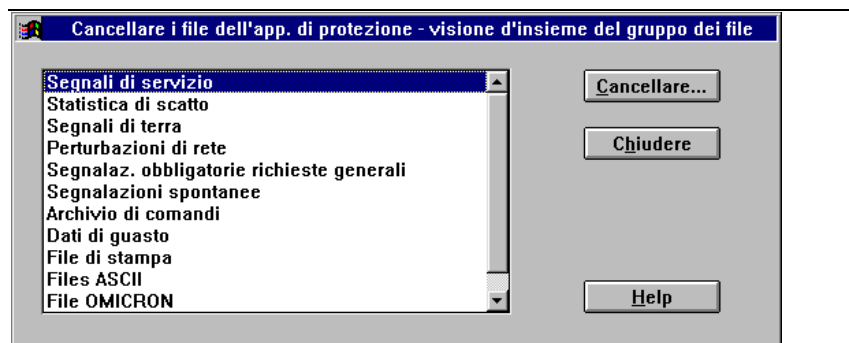 Cancellare i file dell'app. di protezione - visione d'insieme del gruppo dei file
Segnali di servizio
Statistica di scatto
Segnali di terra
Perturbazioni di rete
Segnalaz. obbligatorie richieste generali
Segnalazioni spontanee
Archivio di comandi
Dati di guasto
File di stampa
Files ASCII
File OMICRON
Cancellare...
Chiudere
Help